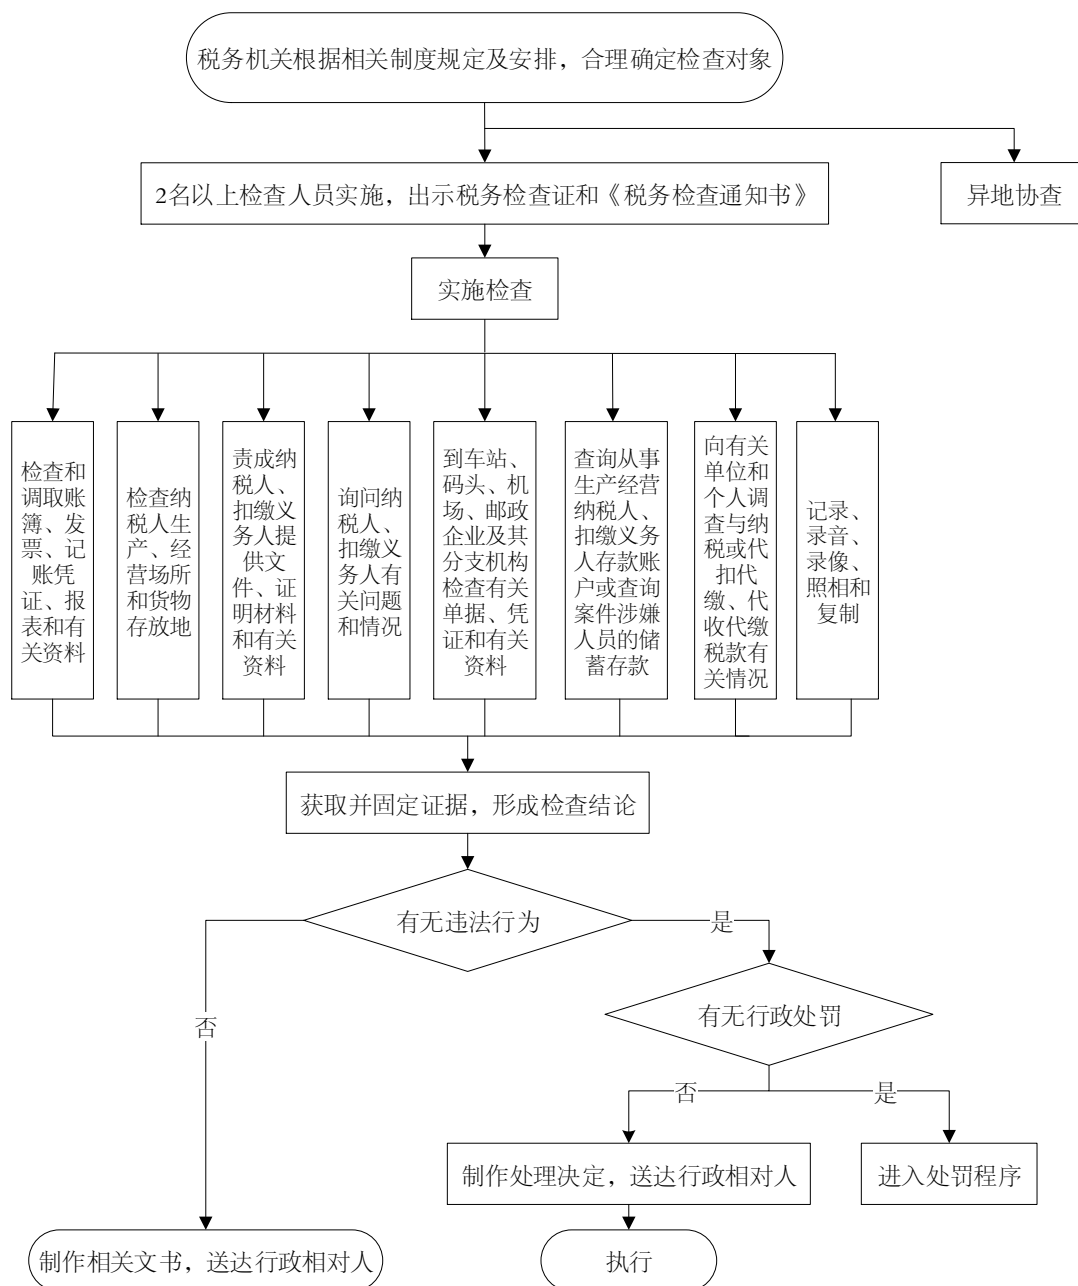 税务机关根据相关制度规定及安排，合理确定检查对象
2名以上检查人员实施，出示税务检查证和《税务检查通知书》
异地协查
实施检查
检查和
调取账
簿、发
票、记
账凭
证、报
表和有
关资料
检查纳
税人生
产、经
营场所
和货物
存放地
责成纳
税人、
扣缴义
务人提
供文
件、证
明材料
和有关
资料
询问纳
税人、
扣缴义
务人有
关问题
和情况
到车站、
码头、机
场、邮政
企业及其
分支机构
检查有关
单据、凭
证和有关
资料
查询从事
生产经营
纳税人、
扣缴义务
人存款账
户或查询
案件涉嫌
人员的储
蓄存款
向有关
单位和
个人调
查与纳
税或代
扣代
缴、代
收代缴
税款有
关情况
记录、
录音、
录像、
照相和
复制
获取并固定证据，形成检查结论
有无违法行为
是
有无行政处罚
否
否
是
制作处理决定，送达行政相对人
进入处罚程序
制作相关文书，送达行政相对人
执行